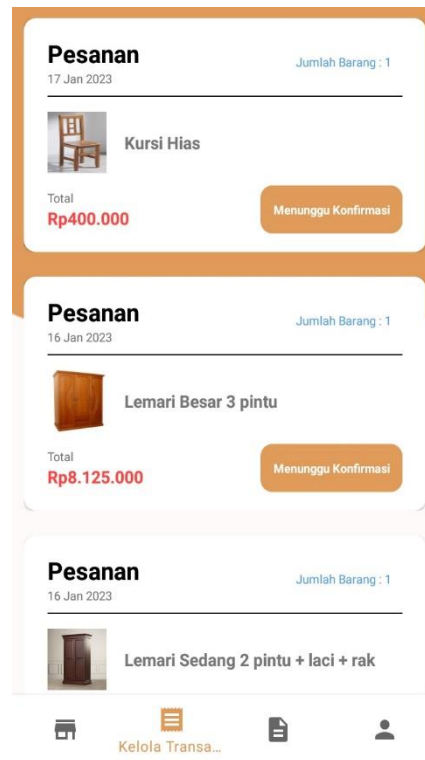 Pesanan
Jumlah Barang : 1
17 Jan 2023
Kursi Hias
Total
Rp400.000
Menunggu Konfirmasi
Pesanan
Jumlah Barang : 1
16 Jan 2023
Lemari Besar 3 pintu
Total
Rp8.125.000
Menunggu Konfirmasi
Pesanan
Jumlah Barang : 1
16 Jan 2023
Lemari Sedang 2 pintu + laci + rak
Kelola Transa...